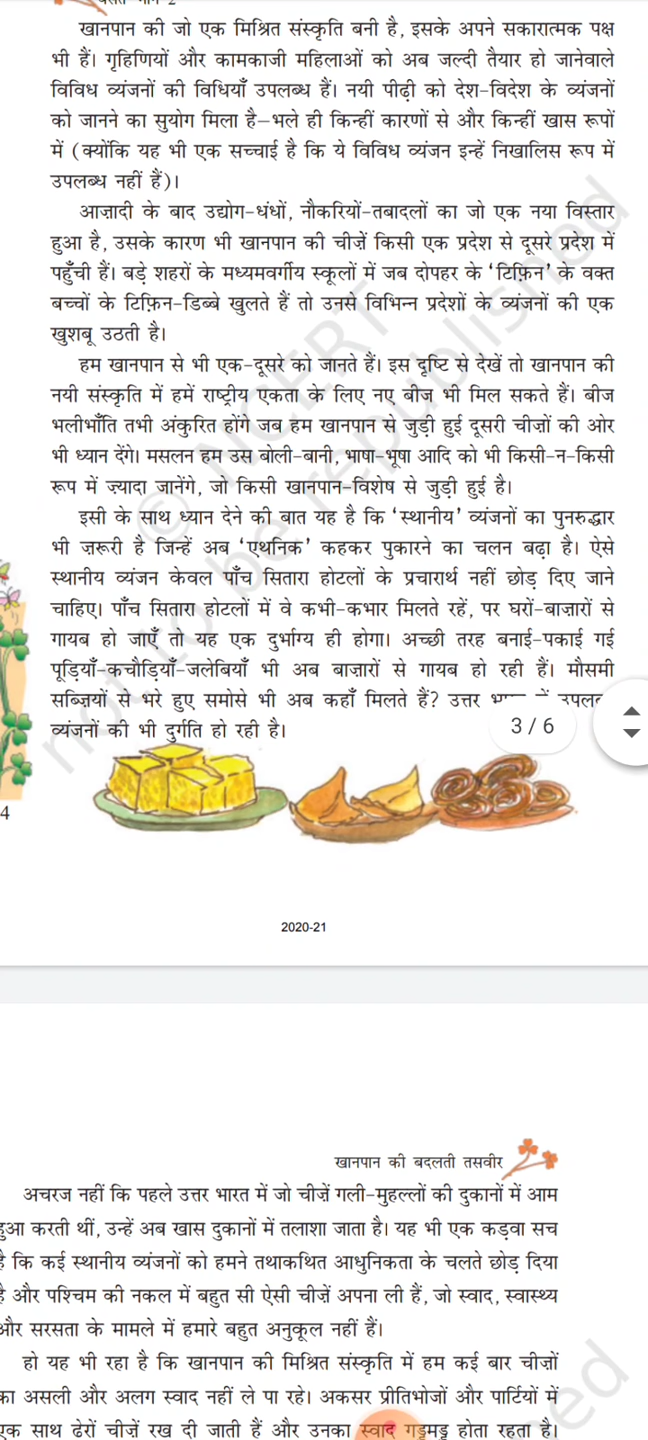 वसंत भाग-2
खानपान की जो एक मिश्रित संस्कृति बनी है, इसके अपने सकारात्मक पक्ष
भी हैं। गृहिणियों और कामकाजी महिलाओं को अब जल्दी तैयार हो जानेवाले
विविध व्यंजनों की विधियाँ उपलब्ध हैं। नयी पीढ़ी को देश-विदेश के व्यंजनों
को जानने का सुयोग मिला है–भले ही किन्हीं कारणों से और किन्हीं खास रूपों
में (क्योंकि यह भी एक सच्चाई है कि ये विविध व्यंजन इन्हें निखालिस रूप में
उपलब्ध नहीं हैं)।
आज़ादी के बाद उद्योग-धंधों, नौकरियों-तबादलों का जो एक नया विस्तार
हुआ है, उसके कारण भी खानपान की चीज़ें किसी एक प्रदेश से दूसरे प्रदेश में
पहुँची हैं। बड़े शहरों के मध्यमवर्गीय स्कूलों में जब दोपहर के ‘टिफ़िन’ के वक्त
बच्चों के टिफ़िन-डिब्बे खुलते हैं तो उनसे विभिन्न प्रदेशों के व्यंजनों की एक
खुशबू उठती है।
हम खानपान से भी एक-दूसरे को जानते हैं। इस दृष्टि से देखें तो खानपान की
नयी संस्कृति में हमें राष्ट्रीय एकता के लिए नए बीज भी मिल सकते हैं। बीज
भलीभाँति तभी अंकुरित होंगे जब हम खानपान से जुड़ी हुई दूसरी चीज़ों की ओर
भी ध्यान देंगे। मसलन हम उस बोली-बानी, भाषा-भूषा आदि को भी किसी-न-किसी
रूप में ज़्यादा जानेंगे, जो किसी खानपान-विशेष से जुड़ी हुई है।
इसी के साथ ध्यान देने की बात यह है कि ‘स्थानीय’ व्यंजनों का पुनरुद्धार
भी ज़रूरी है जिन्हें अब ‘एथनिक’ कहकर पुकारने का चलन बढ़ा है। ऐसे
स्थानीय व्यंजन केवल पाँच सितारा होटलों के प्रचारार्थ नहीं छोड़ दिए जाने
चाहिए। पाँच सितारा होटलों में वे कभी-कभार मिलते रहें, पर घरों-बाज़ारों से
गायब हो जाएँ तो यह एक दुर्भाग्य ही होगा। अच्छी तरह बनाई-पकाई गई
पूड़ियाँ-कचौड़ियाँ-जलेबियाँ भी अब बाज़ारों से गायब हो रही हैं। मौसमी
सब्ज़ियों से भरे हुए समोसे भी अब कहाँ मिलते हैं? उत्तर
व्यंजनों की भी दुर्गति हो रही है।
3 / 6
4
2020-21
© NCERT
not to be republished
खानपान की बदलती तसवीर
अचरज नहीं कि पहले उत्तर भारत में जो चीज़ें गली-मुहल्लों की दुकानों में आम
हुआ करती थीं, उन्हें अब खास दुकानों में तलाशा जाता है। यह भी एक कड़वा सच
है कि कई स्थानीय व्यंजनों को हमने तथाकथित आधुनिकता के चलते छोड़ दिया
है और पश्चिम की नकल में बहुत सी ऐसी चीज़ें अपना ली हैं, जो स्वाद, स्वास्थ्य
और सरसता के मामले में हमारे बहुत अनुकूल नहीं हैं।
हो यह भी रहा है कि खानपान की मिश्रित संस्कृति में हम कई बार चीज़ों
का असली और अलग स्वाद नहीं ले पा रहे। अकसर प्रीतिभोजों और पार्टियों में
एक साथ ढेरों चीज़ें रख दी जाती हैं और उनका स्वाद गड्डमड्ड होता रहता है।